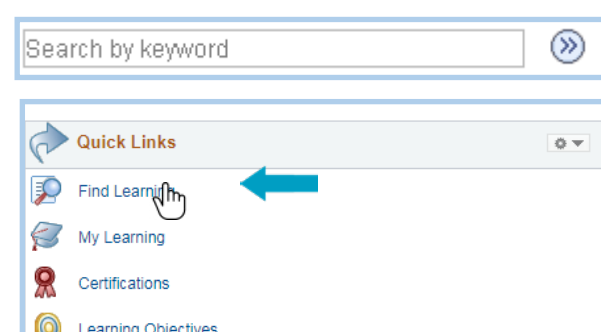 Search by keyword
Quick Links
Find Learning
My Learning
Certifications
Learning Objectives